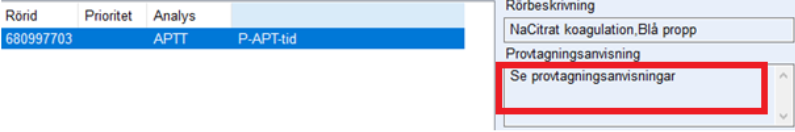 Rörid Prioritet Analys
680997703 APTT P-APT-tid
Rörbeskrivning
NaCitrat koagulation,Blå propp
Provtagningsanvisning
Se provtagningsanvisningar